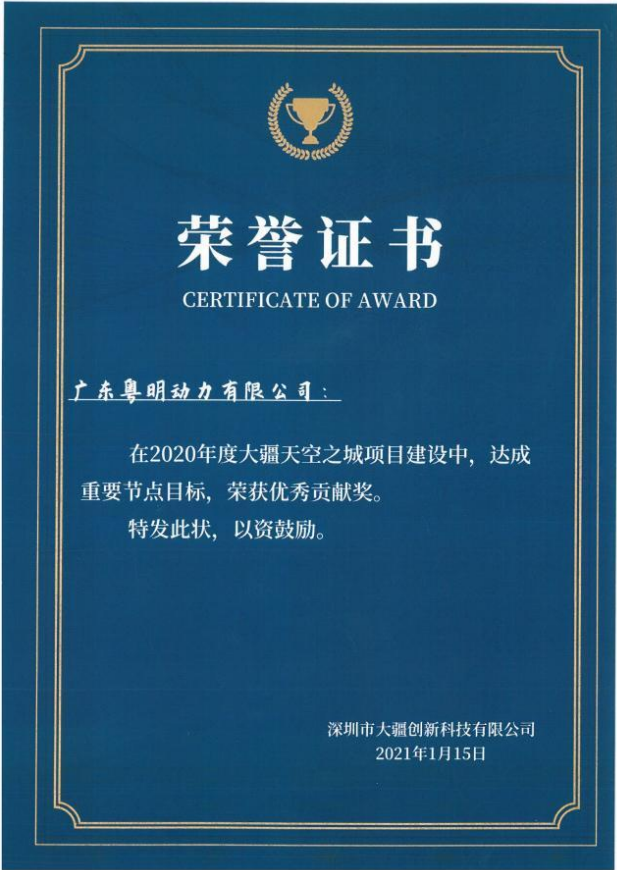 荣誉证书
CERTIFICATE OF AWARD
广东粤明动力有限公司：
在2020年度大疆天空之城项目建设中，达成
重要节点目标，荣获优秀贡献奖。
特发此状，以资鼓励。
深圳市大疆创新科技有限公司
2021年1月15日